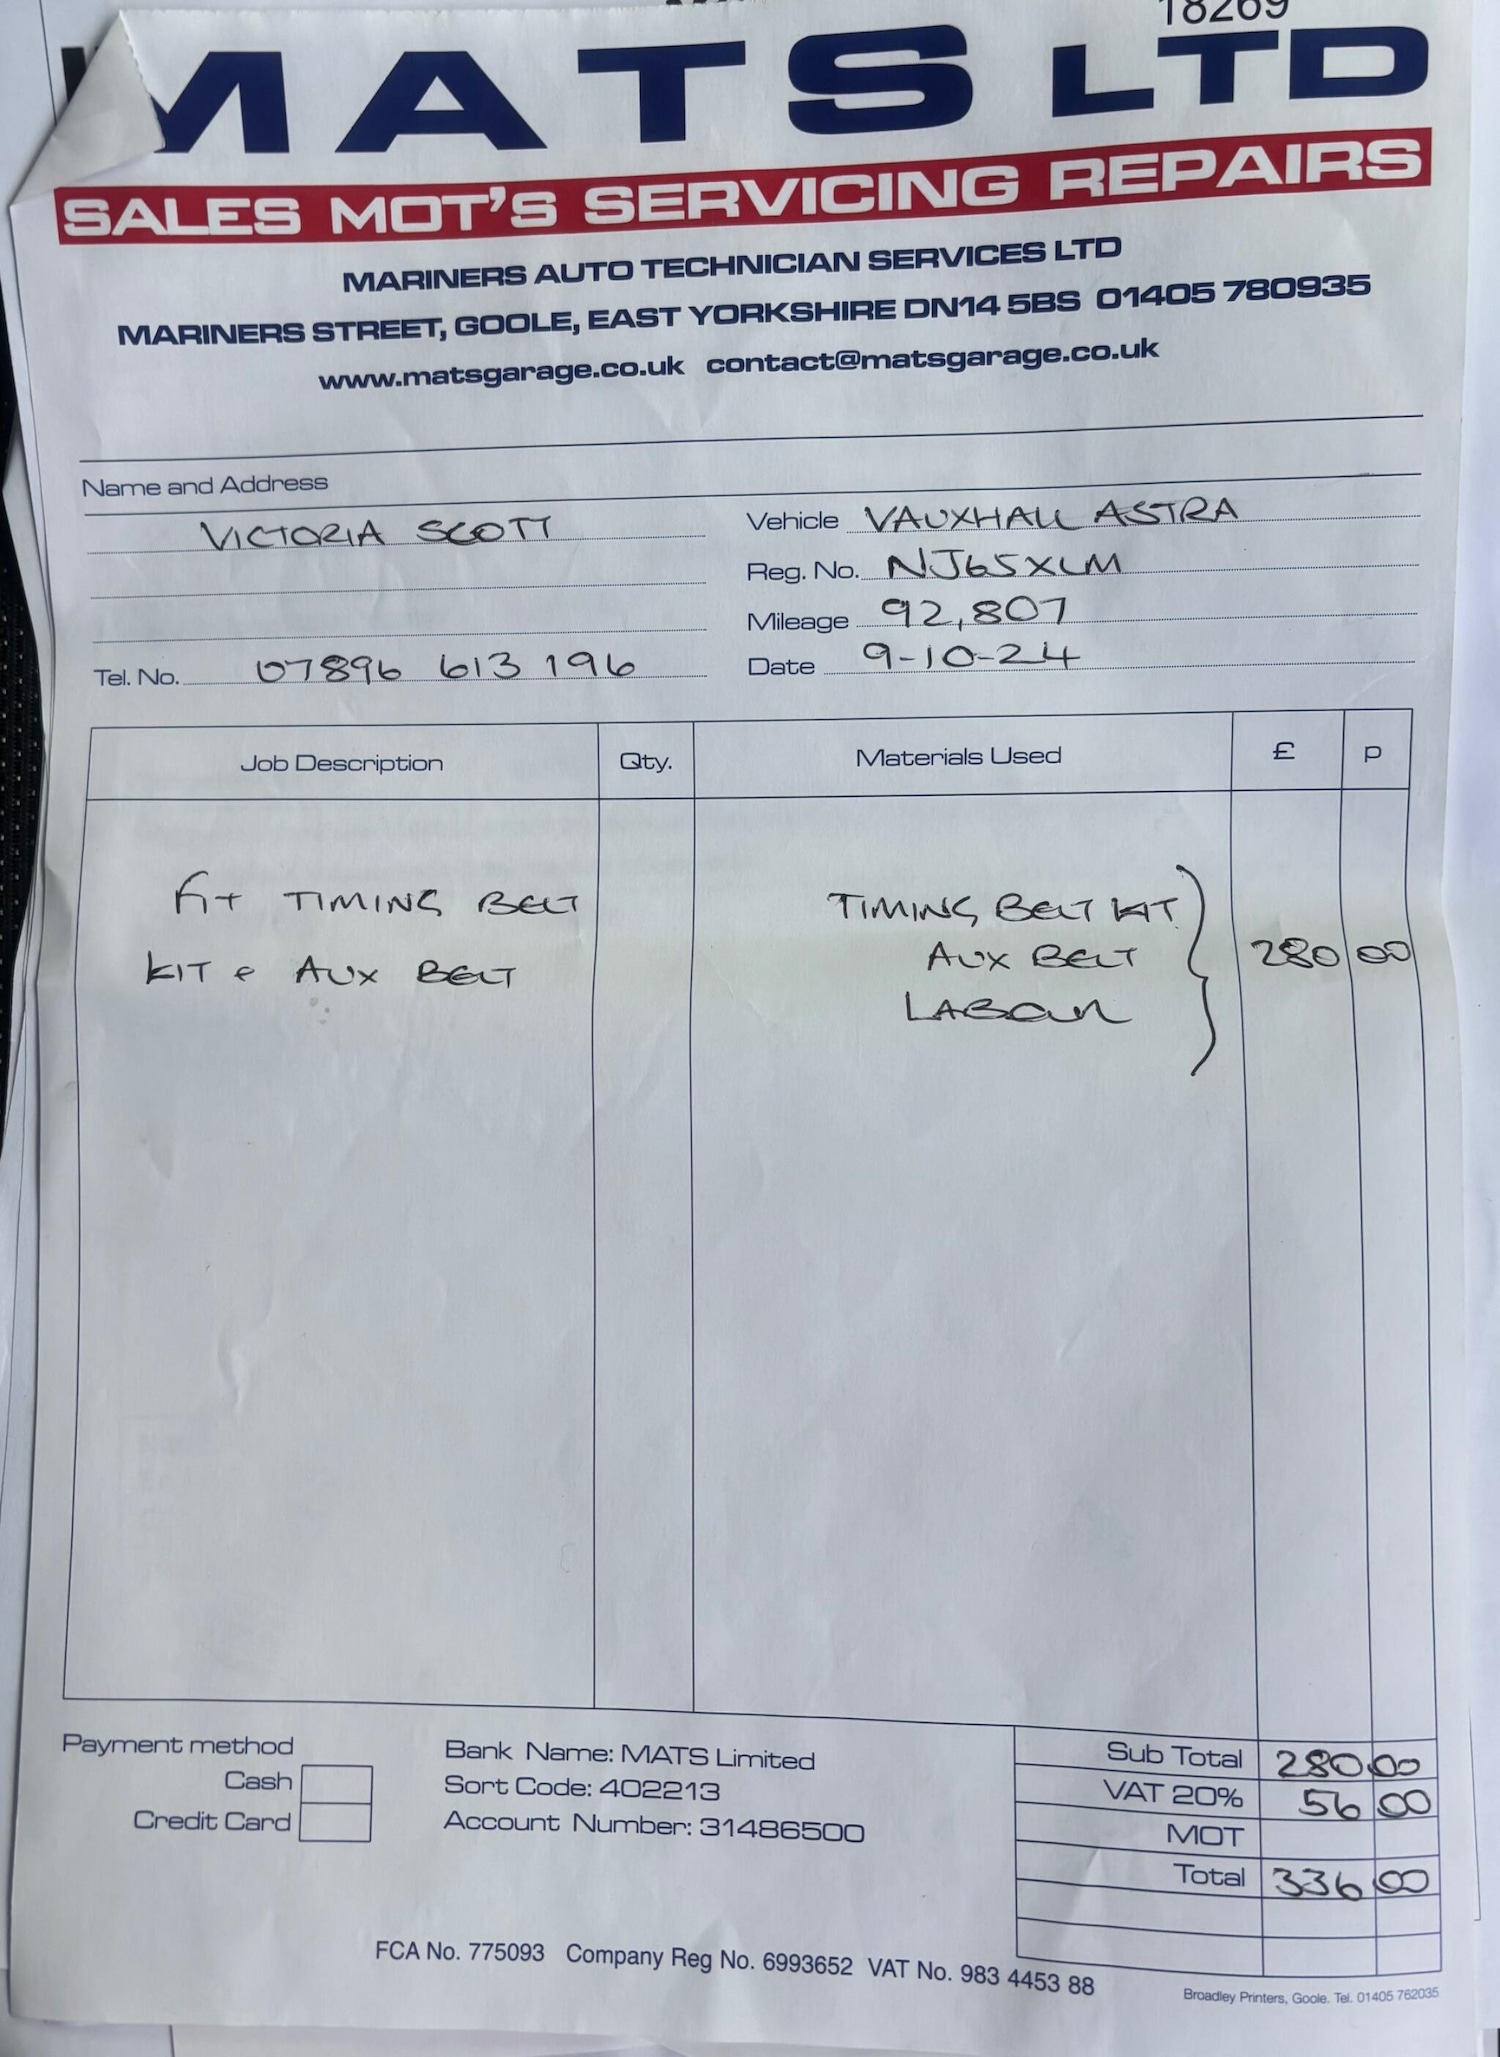 18269
MATS LTD
SALES MOT'S SERVICING REPAIRS
MARINERS AUTO TECHNICIAN SERVICES LTD
MARINERS STREET, GOOLE, EAST YORKSHIRE DN14 5BS 01405 780935
www.matsgarage.co.uk contact@matsgarage.co.uk
Name and Address
VICTORIA SCOTT
Tel. No. 07896 613 196
Vehicle VAUXHALL ASTRA
Reg. No. NJ65XLM
Mileage 92,807
Date 9-10-24
Job Description Qty. Materials Used £ p
Fit TIMING BELT
KIT & AUX BELT
TIMING BELT KIT
AUX BELT
LABOUR
280 00
Payment method
Cash
Credit Card
Bank Name: MATS Limited
Sort Code: 402213
Account Number: 31486500
Sub Total 280 00
VAT 20% 56 00
MOT
Total 336 00
FCA No. 775093 Company Reg No. 6993652 VAT No. 983 4453 88
Broadley Printers, Goole. Tel. 01405 762035